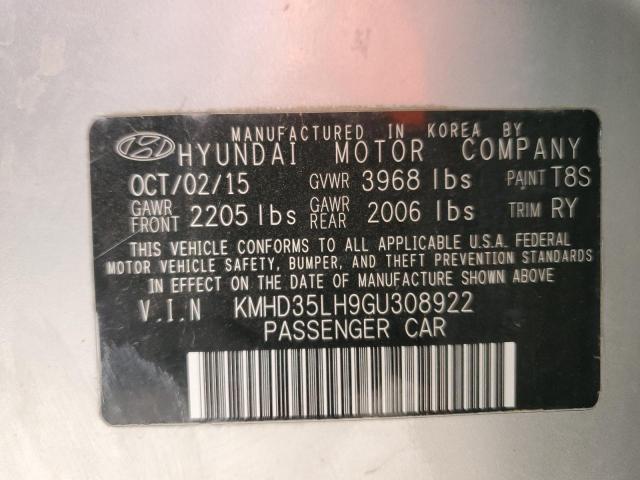 MANUFACTURED IN KOREA BY
HYUNDAI MOTOR COMPANY
OCT/02/15 GVWR 3968 lbs PAINT T8S
GAWR FRONT 2205 lbs GAWR REAR 2006 lbs TRIM RY
THIS VEHICLE CONFORMS TO ALL APPLICABLE U.S.A. FEDERAL
MOTOR VEHICLE SAFETY, BUMPER, AND THEFT PREVENTION STANDARDS
IN EFFECT ON THE DATE OF MANUFACTURE SHOWN ABOVE
V.I.N KMHD35LH9GU308922
PASSENGER CAR